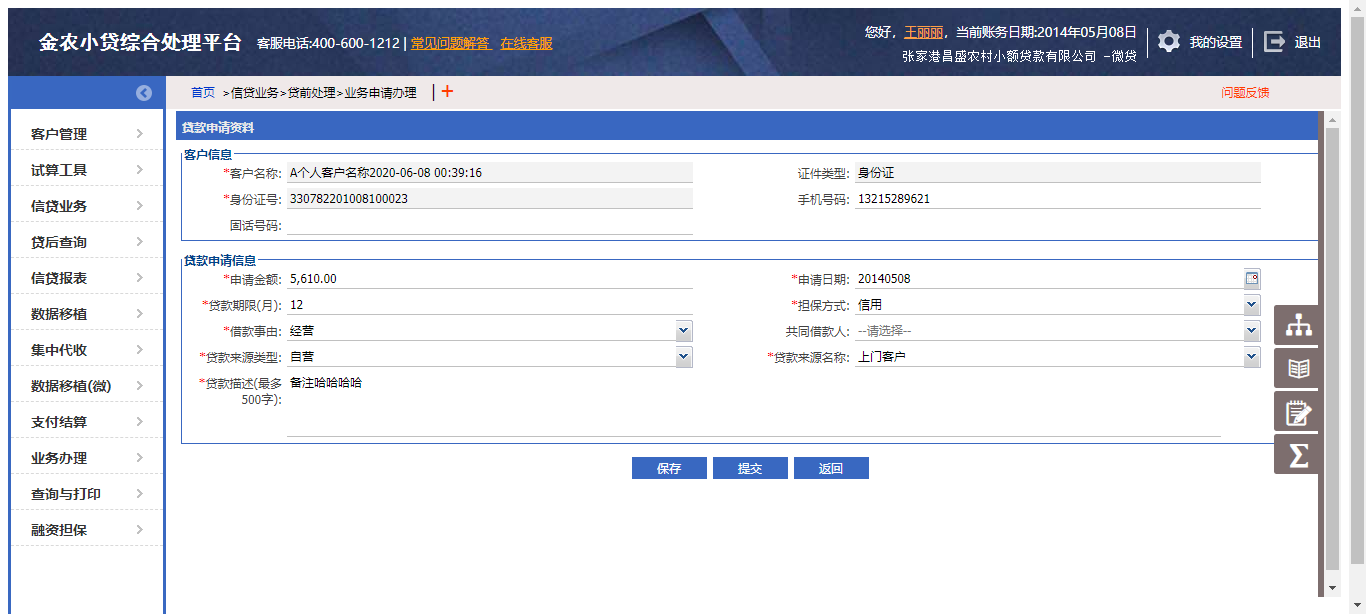 金农小贷综合处理平台 客服电话:400-600-1212 | 常见问题解答 在线客服
您好，王丽丽，当前账务日期:2014年05月08日
张家港昌盛农村小额贷款有限公司 -微贷
我的设置 退出
首页 >信贷业务>贷前处理>业务申请办理 | +
问题反馈
客户管理
试算工具
信贷业务
贷后查询
信贷报表
数据移植
集中代收
数据移植(微)
支付结算
业务办理
查询与打印
融资担保
贷款申请资料
客户信息
*客户名称: A个人客户名称2020-06-08 00:39:16 证件类型: 身份证
*身份证号: 330782201008100023 手机号码: 13215289621
固话号码:
贷款申请信息
*申请金额: 5,610.00 *申请日期: 20140508
*贷款期限(月): 12 *担保方式: 信用
*借款事由: 经营 共同借款人: --请选择--
*贷款来源类型: 自营 *贷款来源名称: 上门客户
*贷款描述(最多 备注哈哈哈哈
500字):
保存 提交 返回